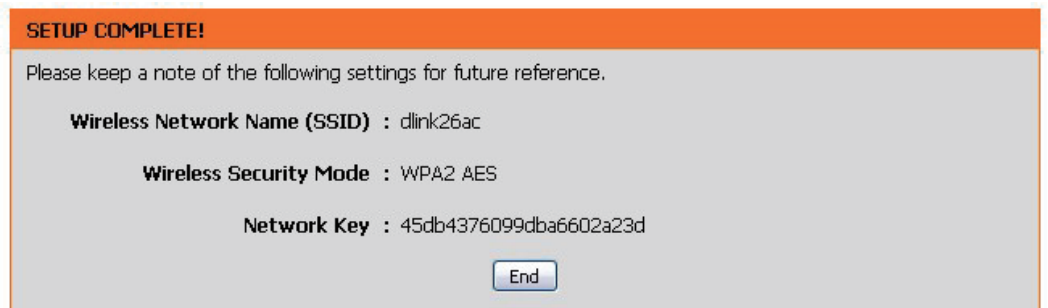 SETUP COMPLETE!
Please keep a note of the following settings for future reference.
Wireless Network Name (SSID) : dlink26ac
Wireless Security Mode : WPA2 AES
Network Key : 45db4376099dba6602a23d
End